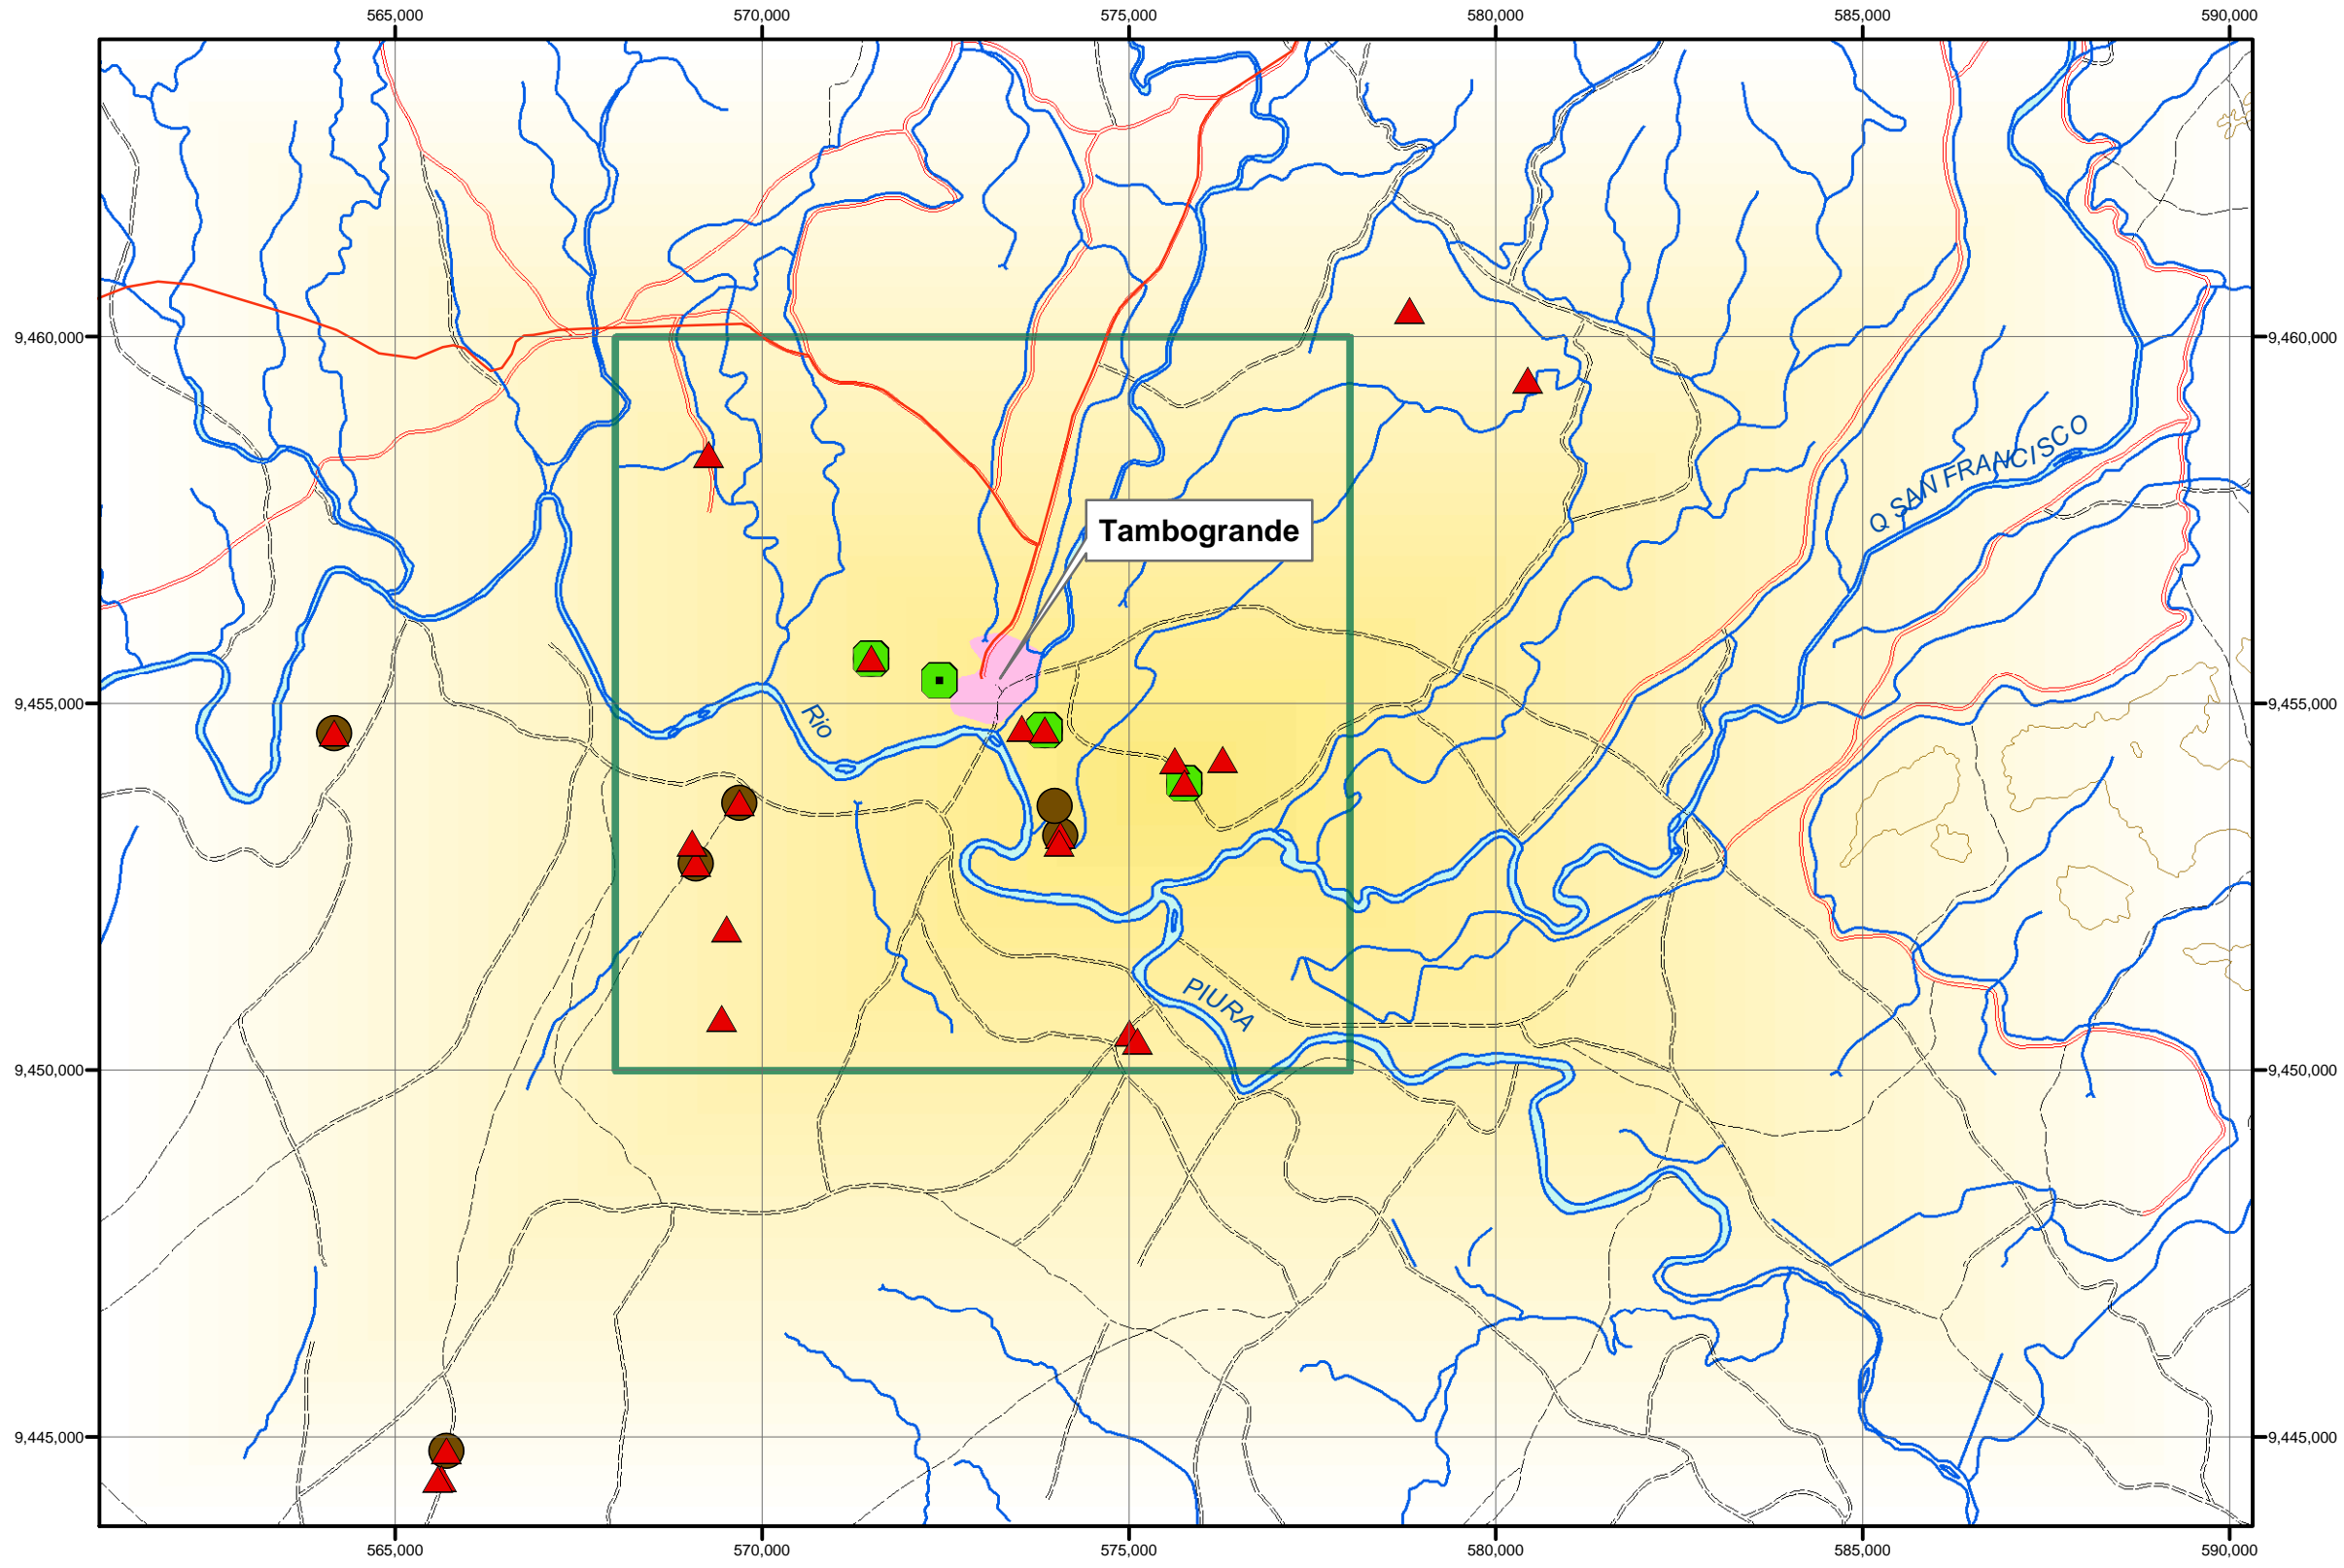 565,000 570,000 575,000 580,000 585,000 590,000
9,460,000 9,460,000
Q SAN FRANCISCO
Tambogrande
9,455,000 9,455,000
Rio
PIURA
9,450,000 9,450,000
9,445,000 9,445,000
565,000 570,000 575,000 580,000 585,000 590,000